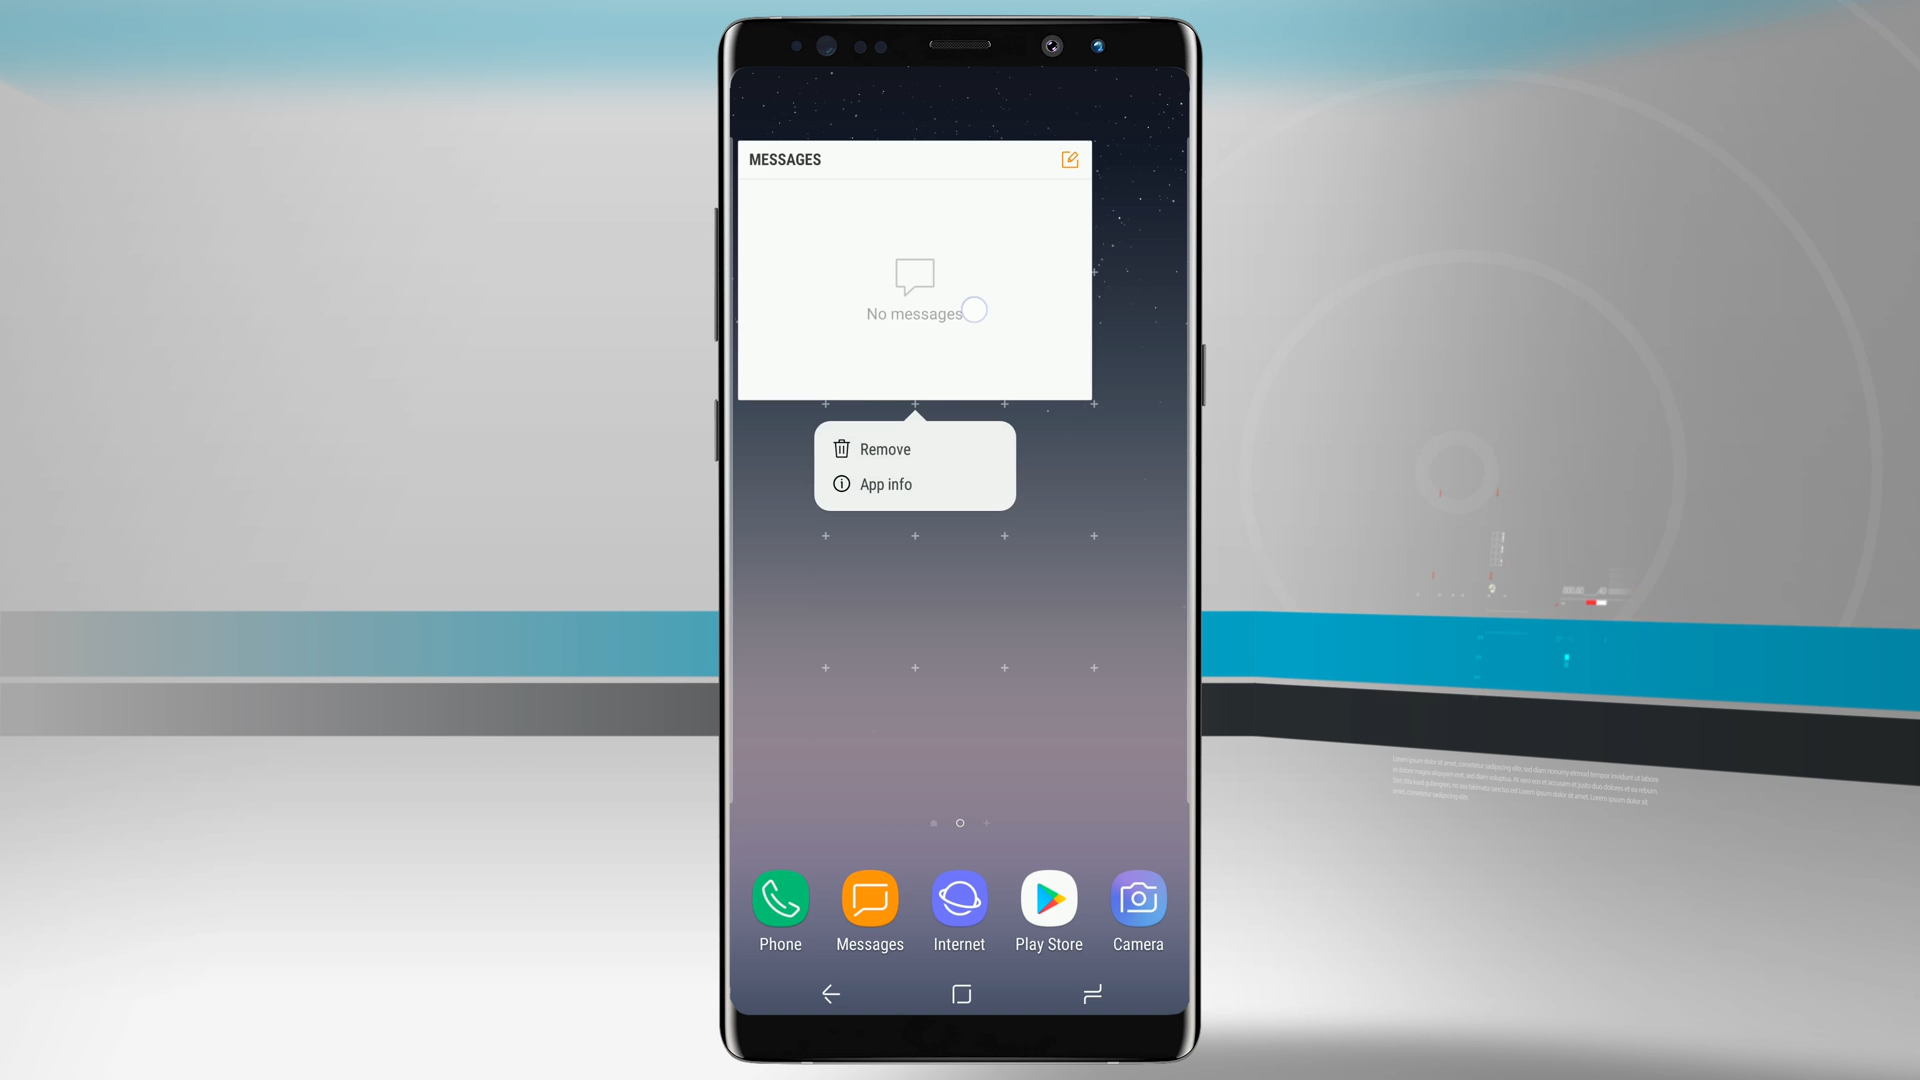 MESSAGES
No messages
Remove
App info
Phone
Messages
Internet
Play Store
Camera